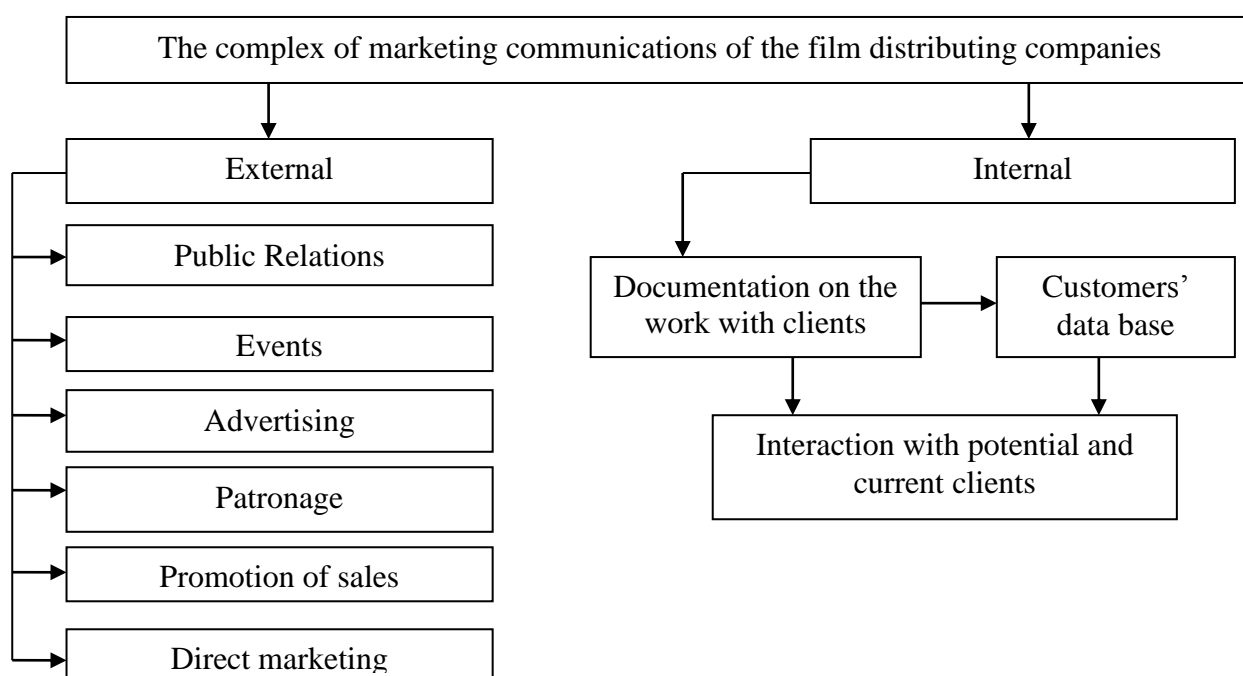 The complex of marketing communications of the film distributing companies
External
Internal
Public Relations
Documentation on the
work with clients
Customers’
data base
Events
Advertising
Interaction with potential and
current clients
Patronage
Promotion of sales
Direct marketing